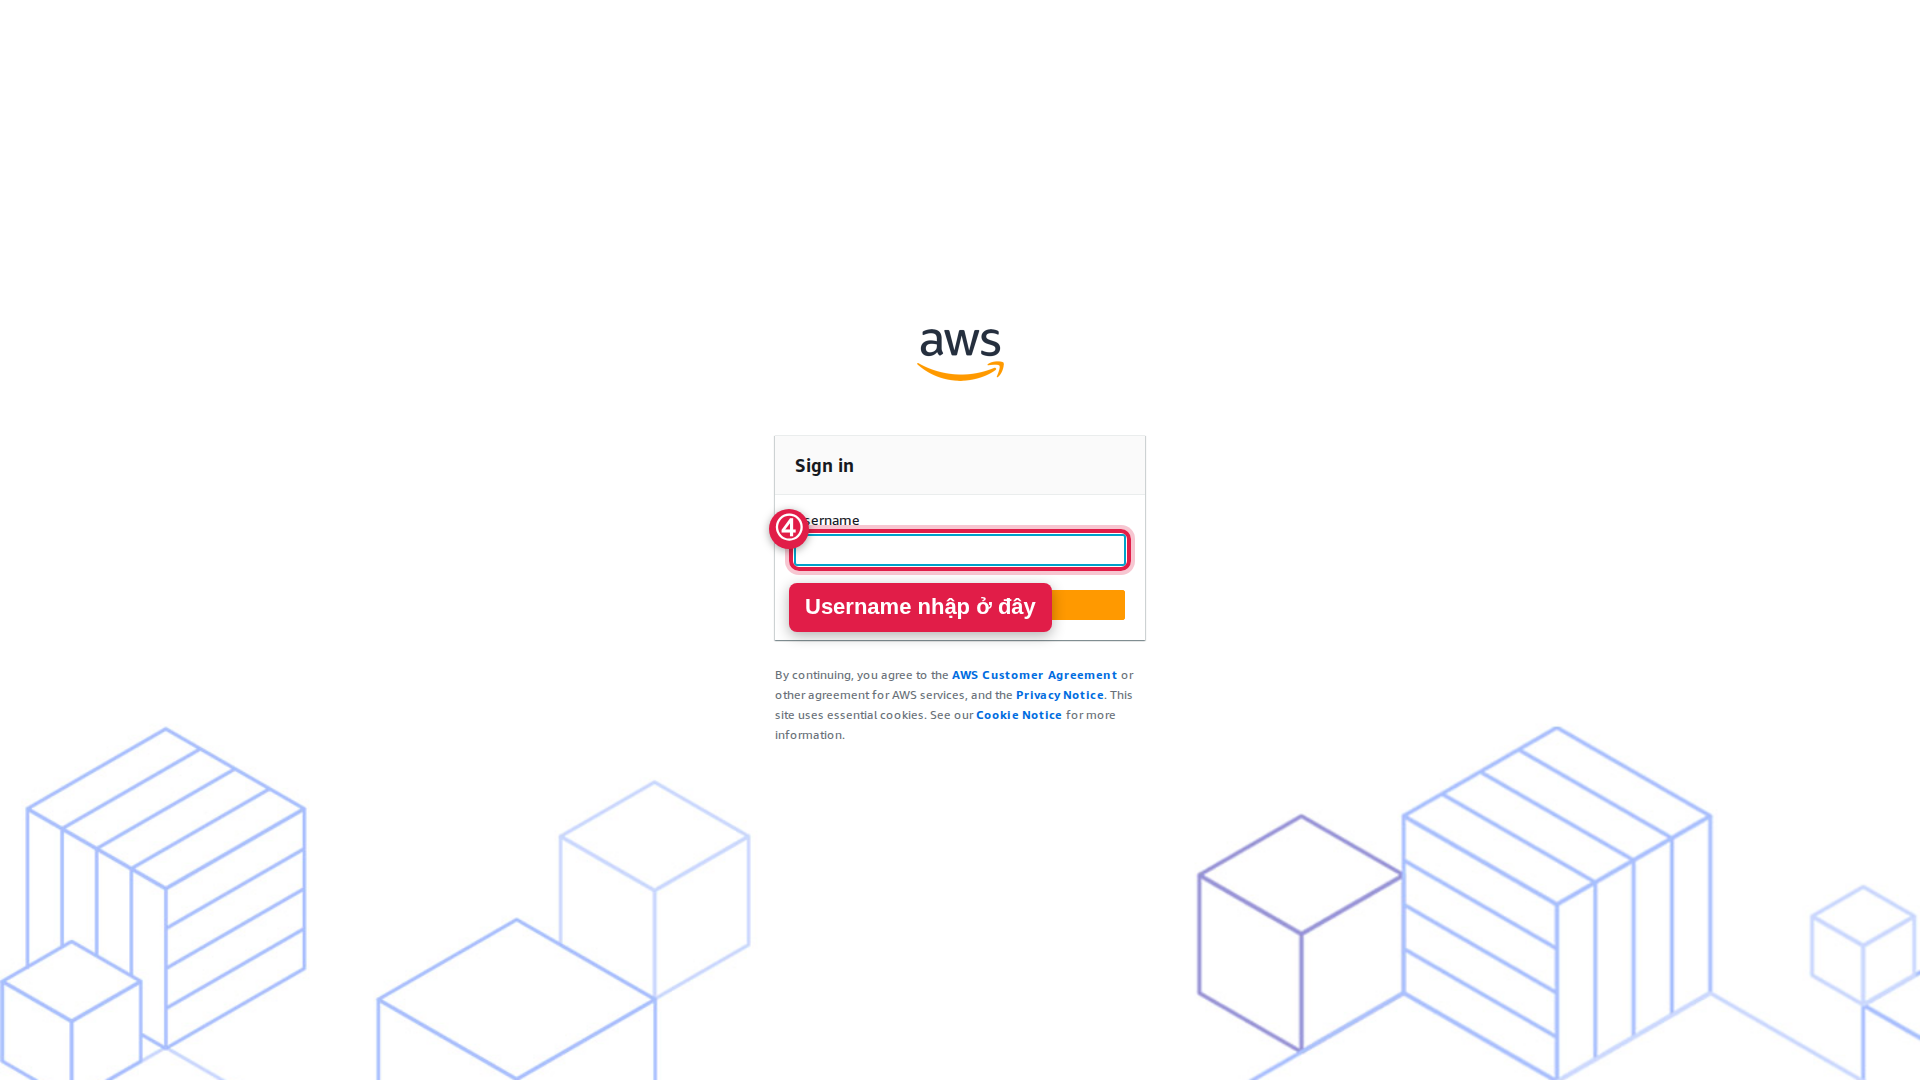 aws
Sign in
sername
④
Username nhập ở đây
By continuing, you agree to the AWS Customer Agreement or
other agreement for AWS services, and the Privacy Notice. This
site uses essential cookies. See our Cookie Notice for more
information.